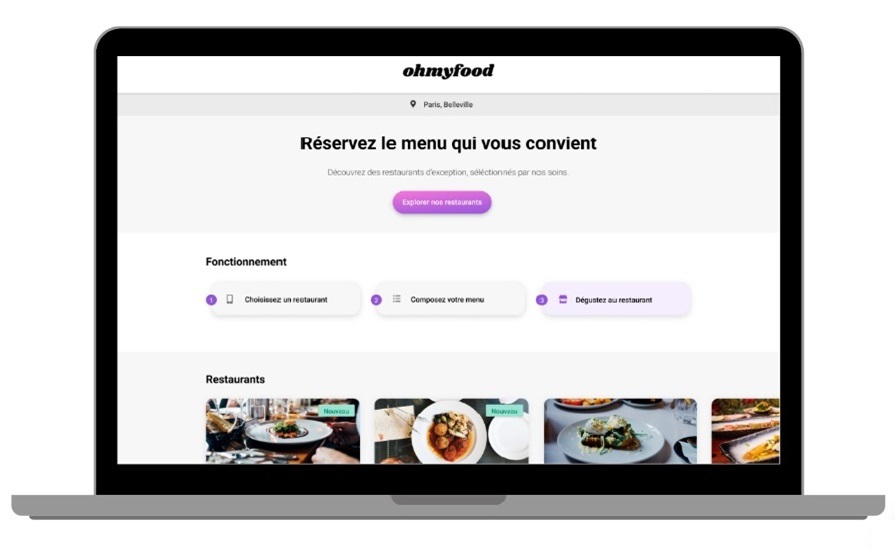 ohmyfood
Paris, Belleville
Réservez le menu qui vous convient
Découvrez des restaurants d'exception, séléctionnés par nos soins.
Explorer nos restaurants
Fonctionnement
1 Choisissez un restaurant
2 Composez votre menu
3 Dégustez au restaurant
Restaurants
Nouveau
Nouveau